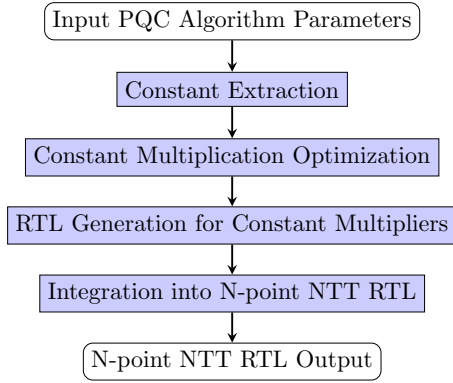 Input PQC Algorithm Parameters
Constant Extraction
Constant Multiplication Optimization
RTL Generation for Constant Multipliers
Integration into N-point NTT RTL
N-point NTT RTL Output